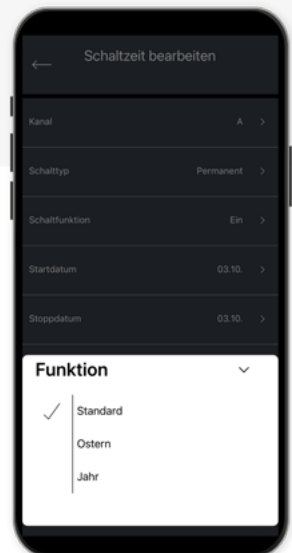 Schaltzeit bearbeiten
Kanal A
Schalttyp Permanent
Schaltfunktion Ein
Startdatum 03.10.
Stoppdatum 03.10.
Funktion
Standard
Ostern
Jahr